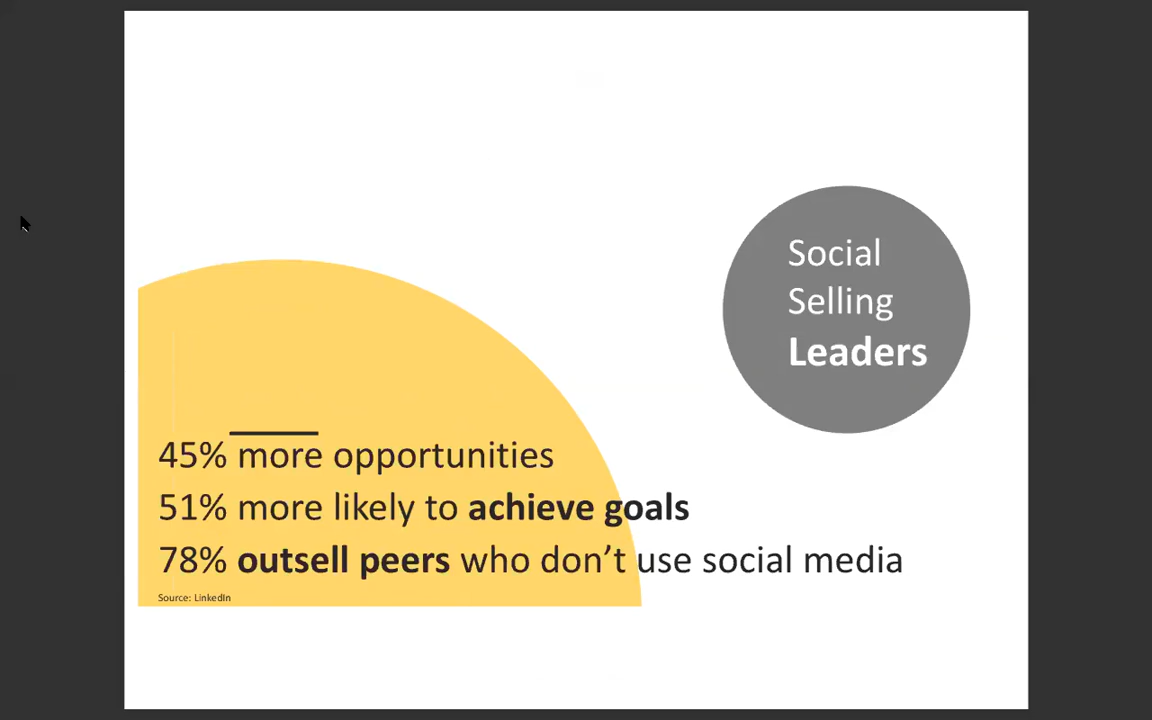 Social
Selling
Leaders
45% more opportunities
51% more likely to achieve goals
78% outsell peers who don’t use social media
Source: LinkedIn